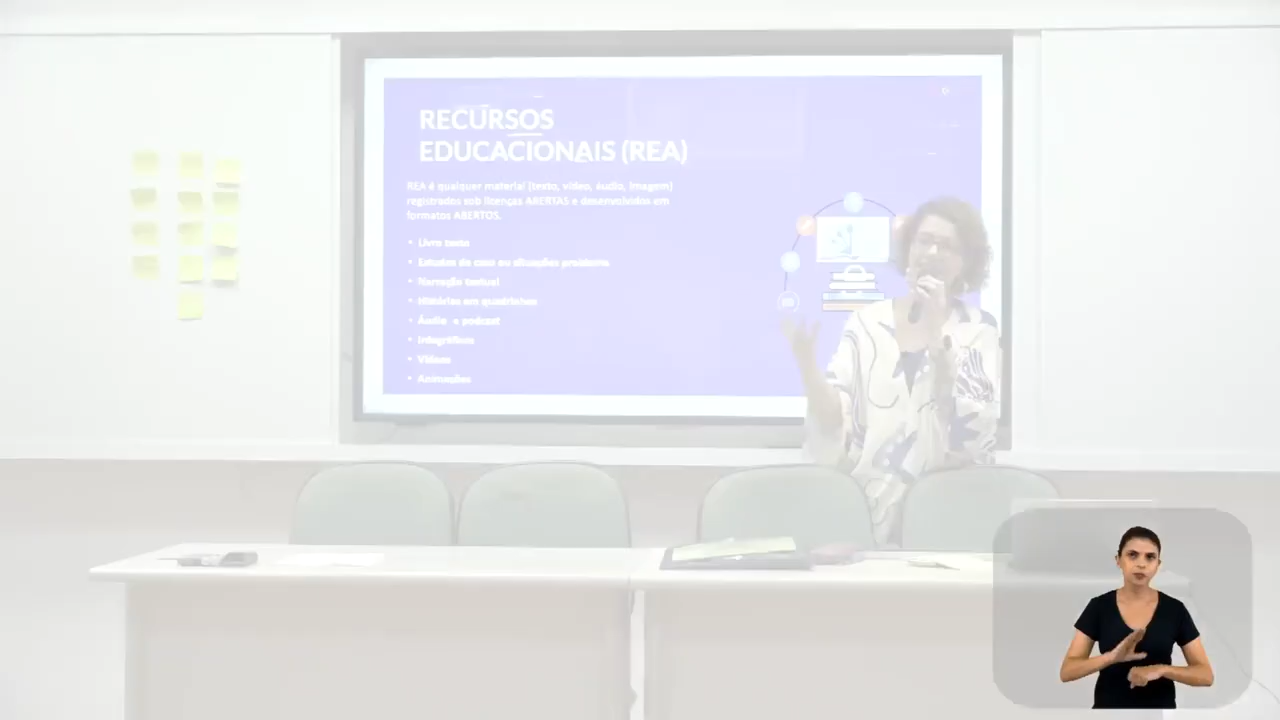 RECURSOS
EDUCACIONAIS (REA)
REA é qualquer material (texto, vídeo, áudio, imagem)
registrados sob licenças ABERTAS e desenvolvidos em
formatos ABERTOS.
• Livro texto
• Estudos de caso ou situações problema
• Narração textual
• Histórias em quadrinhos
• Áudio e podcast
• Infográficos
• Vídeos
• Animações